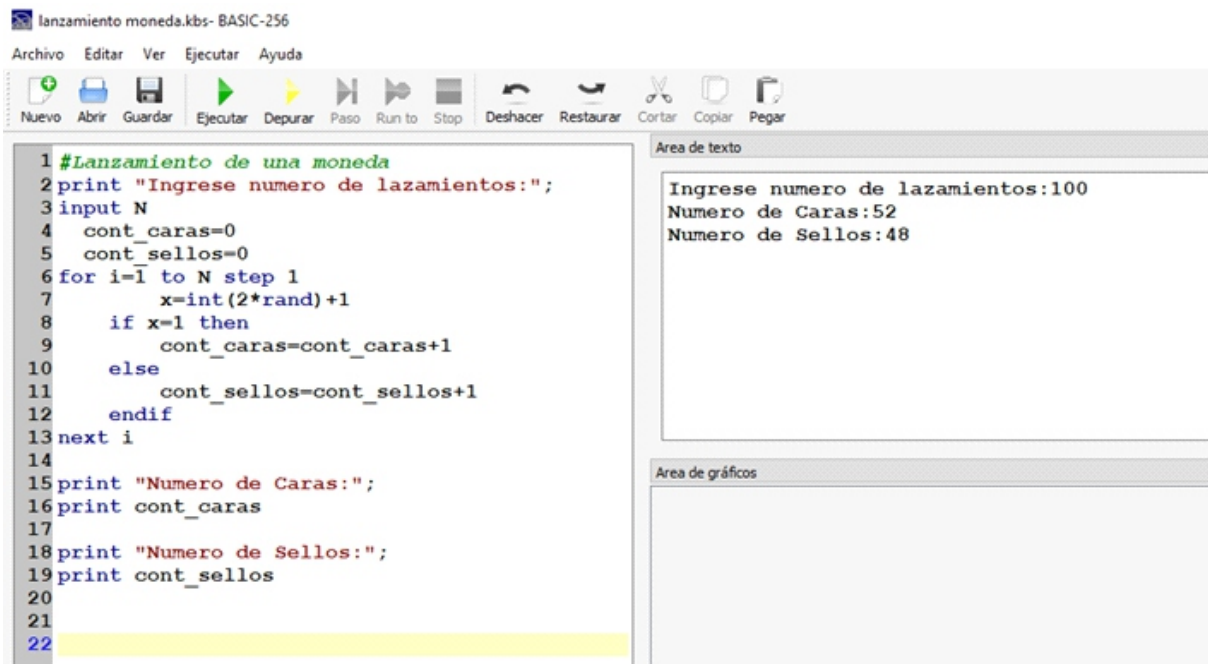 lanzamiento moneda.kbs- BASIC-256
Archivo Editar Ver Ejecutar Ayuda
Nuevo Abrir Guardar Ejecutar Depurar Paso Run to Stop Deshacer Restaurar Cortar Copiar Pegar
1 #Lanzamiento de una moneda
2 print "Ingrese numero de lazamientos:";
3 input N
4 cont_caras=0
5 cont_sellos=0
6 for i=1 to N step 1
7 x=int(2*rand)+1
8 if x=1 then
9 cont_caras=cont_caras+1
10 else
11 cont_sellos=cont_sellos+1
12 endif
13 next i
14
15 print "Numero de Caras:";
16 print cont_caras
17
18 print "Numero de Sellos:";
19 print cont_sellos
20
21
22
Area de texto
Ingrese numero de lazamientos:100
Numero de Caras:52
Numero de Sellos:48
Area de gráficos